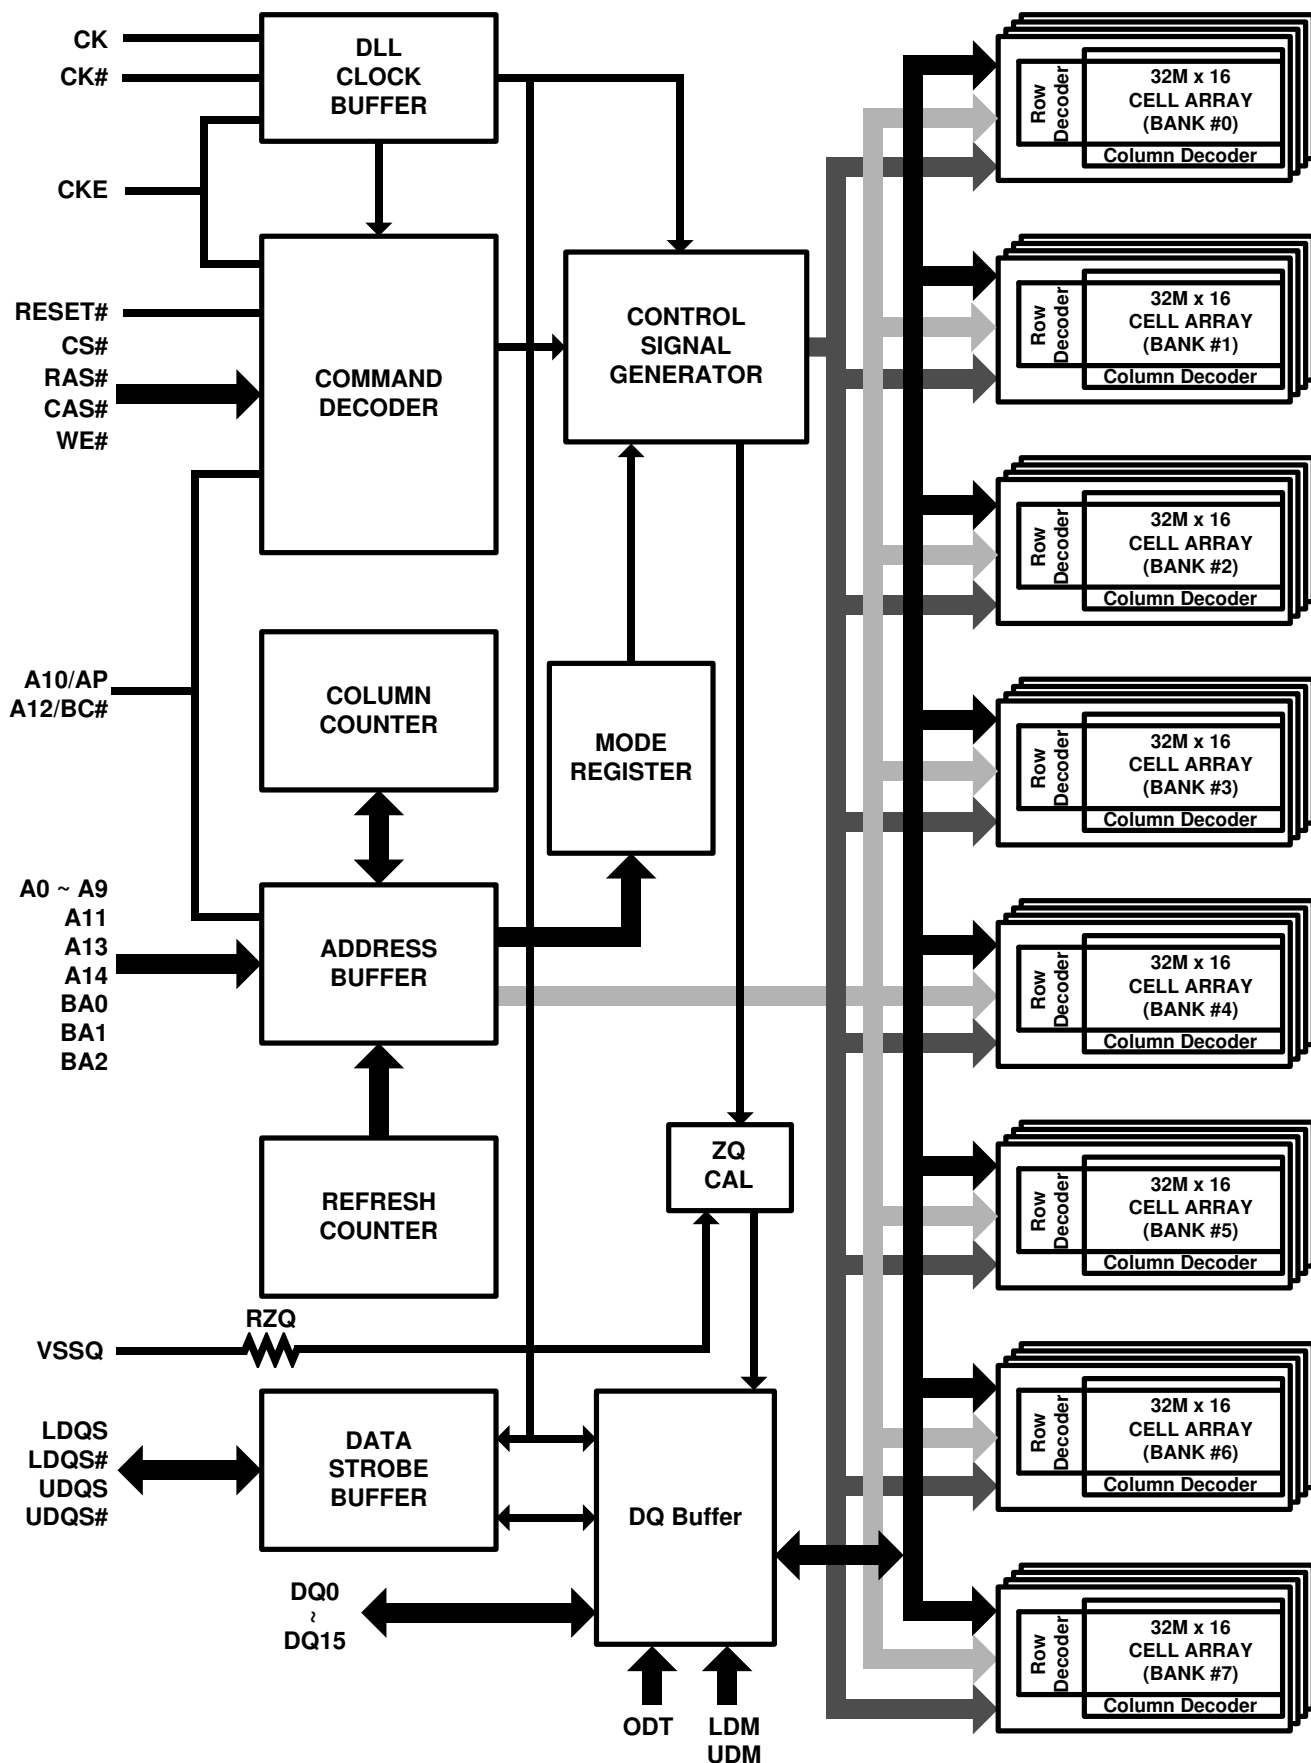 CK
CK#
CKE
RESET#
CS#
RAS#
CAS#
WE#
A10/AP
A12/BC#
A0 ~ A9
A11
A13
A14
BA0
BA1
BA2
VSSQ
RZQ
LDQS
LDQS#
UDQS
UDQS#
DQ0
~
DQ15
ODT
LDM
UDM
DLL
CLOCK
BUFFER
COMMAND
DECODER
COLUMN
COUNTER
ADDRESS
BUFFER
REFRESH
COUNTER
DATA
STROBE
BUFFER
CONTROL
SIGNAL
GENERATOR
MODE
REGISTER
ZQ
CAL
DQ Buffer
Row
Decoder
32M x 16
CELL ARRAY
(BANK #0)
Column Decoder
Row
Decoder
32M x 16
CELL ARRAY
(BANK #1)
Column Decoder
Row
Decoder
32M x 16
CELL ARRAY
(BANK #2)
Column Decoder
Row
Decoder
32M x 16
CELL ARRAY
(BANK #3)
Column Decoder
Row
Decoder
32M x 16
CELL ARRAY
(BANK #4)
Column Decoder
Row
Decoder
32M x 16
CELL ARRAY
(BANK #5)
Column Decoder
Row
Decoder
32M x 16
CELL ARRAY
(BANK #6)
Column Decoder
Row
Decoder
32M x 16
CELL ARRAY
(BANK #7)
Column Decoder